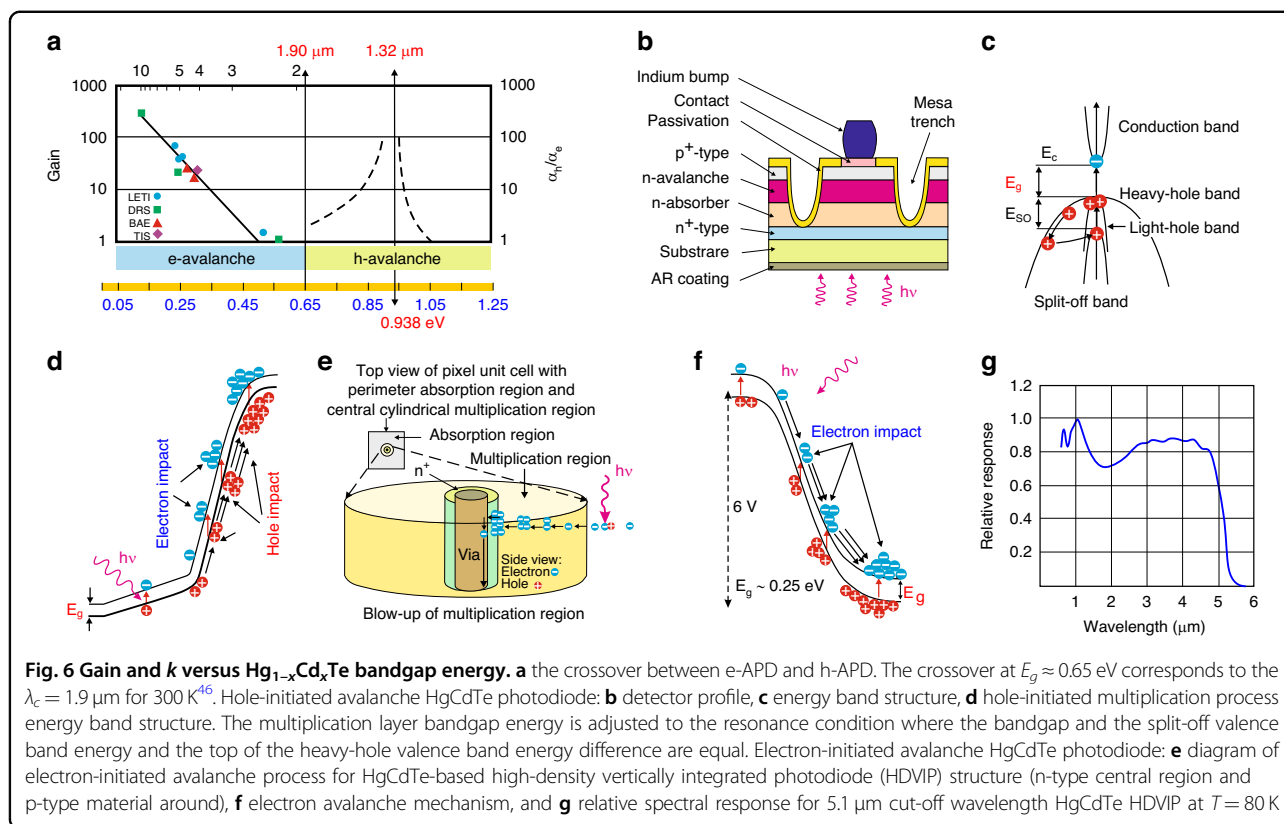 a
1.90 μm
1.32 μm
10 5 4 3 2
1000
100
10
1
Gain
1000
100
10
1
αh/αe
LETI
DRS
BAE
TIS
e-avalanche
h-avalanche
0.05 0.25 0.45 0.65 0.85 1.05 1.25
0.938 eV
b
Indium bump
Contact
Passivation
p+-type
n-avalanche
n-absorber
n+-type
Substrare
AR coating
Mesa
trench
hν
c
Conduction band
Ec
Eg
Heavy-hole band
ESO
Light-hole band
Split-off band
d
Electron impact
Hole impact
hν
Eg
e
Top view of pixel unit cell with
perimeter absorption region and
central cylindrical multiplication region
Absorption region
Multiplication region
n+
hν
Via
Side view:
Electron
Hole
Blow-up of multiplication region
f
hν
Electron impact
6 V
Eg ~ 0.25 eV
Eg
g
1.2
1.0
0.8
0.6
0.4
0.2
Relative response
1 2 3 4 5 6
Wavelength (μm)
Fig. 6 Gain and k versus Hg1−xCdxTe bandgap energy. a the crossover between e-APD and h-APD. The crossover at Eg ≈ 0.65 eV corresponds to the
λc = 1.9 μm for 300 K46. Hole-initiated avalanche HgCdTe photodiode: b detector profile, c energy band structure, d hole-initiated multiplication process
energy band structure. The multiplication layer bandgap energy is adjusted to the resonance condition where the bandgap and the split-off valence
band energy and the top of the heavy-hole valence band energy difference are equal. Electron-initiated avalanche HgCdTe photodiode: e diagram of
electron-initiated avalanche process for HgCdTe-based high-density vertically integrated photodiode (HDVIP) structure (n-type central region and
p-type material around), f electron avalanche mechanism, and g relative spectral response for 5.1 μm cut-off wavelength HgCdTe HDVIP at T = 80 K